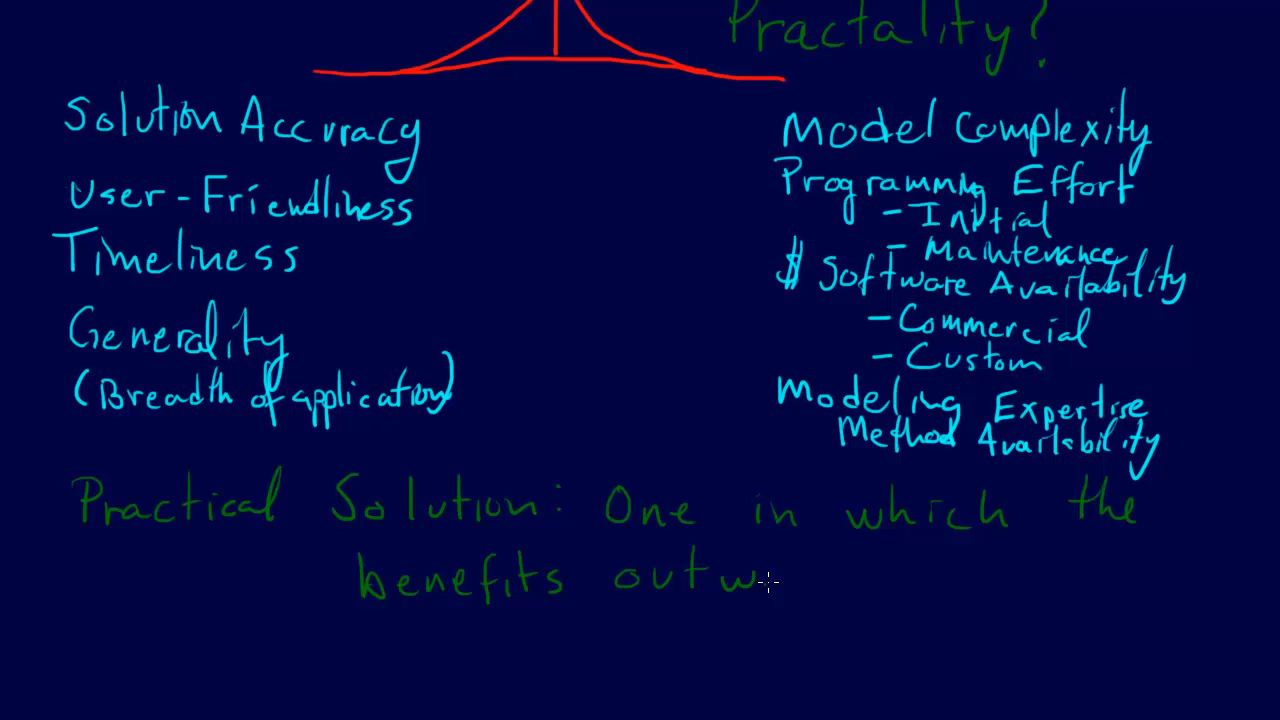 Practality?
Solution Accuracy
User-Friendliness
Timeliness
Generality
(Breadth of application)
Model Complexity
Programming Effort
- Initial
- Maintenance
$ Software Availability
- Commercial
- Custom
Modeling Expertise
Method Availability
Practical Solution: One in which the
benefits outw